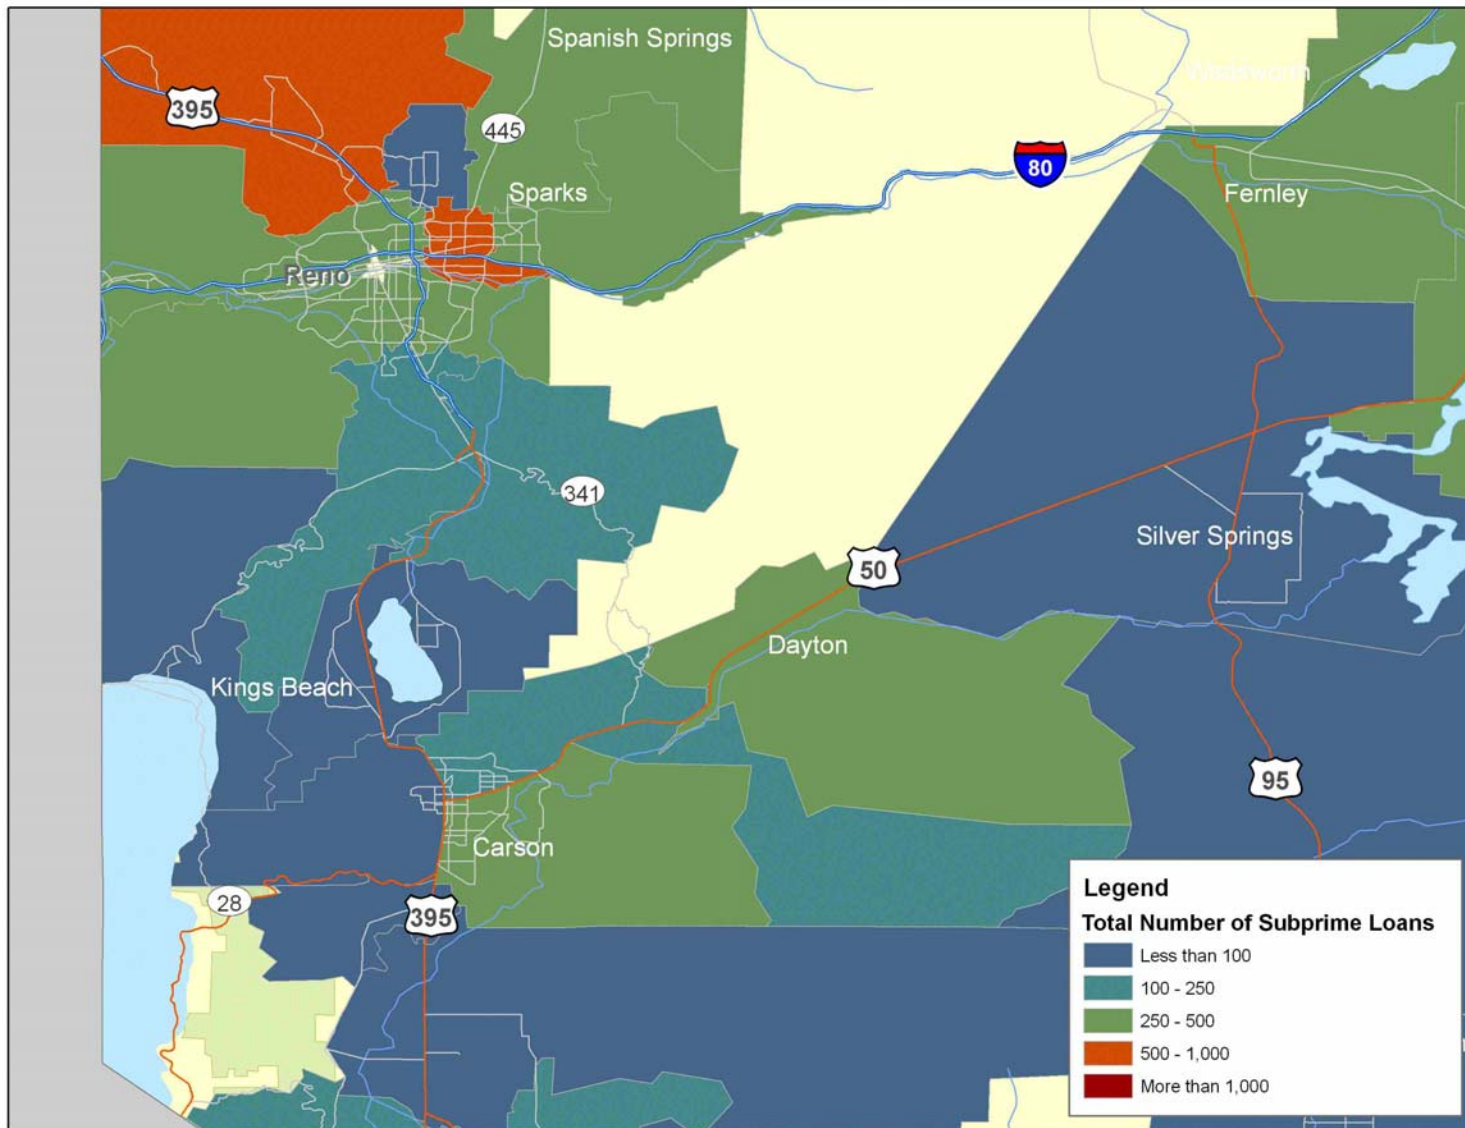 Spanish Springs
Wadsworth
395
445
80
Sparks
Fernley
Reno
341
Silver Springs
50
Dayton
Kings Beach
95
Carson
28
395
Legend
Total Number of Subprime Loans
Less than 100
100 - 250
250 - 500
500 - 1,000
More than 1,000